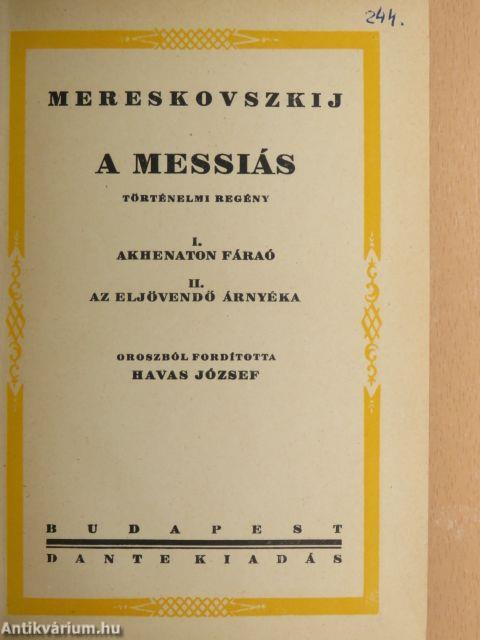 244.
MERESKOVSZKIJ
A MESSIÁS
TÖRTÉNELMI REGÉNY
I.
AKHENATON FÁRAÓ
II.
AZ ELJÖVENDŐ ÁRNYÉKA
OROSZBÓL FORDÍTOTTA
HAVAS JÓZSEF
BUDAPEST
DANTE KIADÁS
Antikvárium.hu